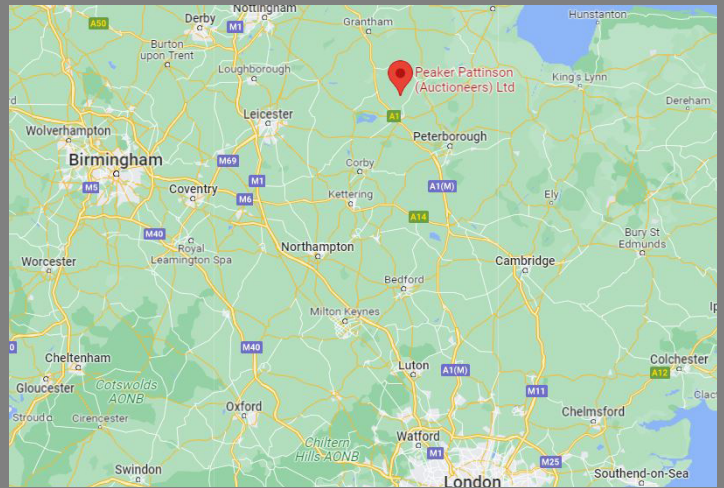 Nottingham
Hunstanton
A50
Derby
M1
Grantham
Burton
upon Trent
Loughborough
Peaker Pattinson
(Auctioneers) Ltd
King's Lynn
Dereham
A1
Leicester
Wolverhampton
Peterborough
Birmingham
M69
Corby
M5
Coventry
M1
M6
Kettering
A1(M)
Ely
A14
M40
Royal
Leamington Spa
Northampton
Bury St
Edmunds
Worcester
Cambridge
Bedford
Milton Keynes
M40
Cheltenham
Luton
A1(M)
Colchester
A12
Gloucester
Cotswolds
AONB
M11
Clact
Stroud
Cirencester
Oxford
Chelmsford
Chiltern
Hills AONB
Watford
M1
Swindon
M25
London
Southend-on-Sea